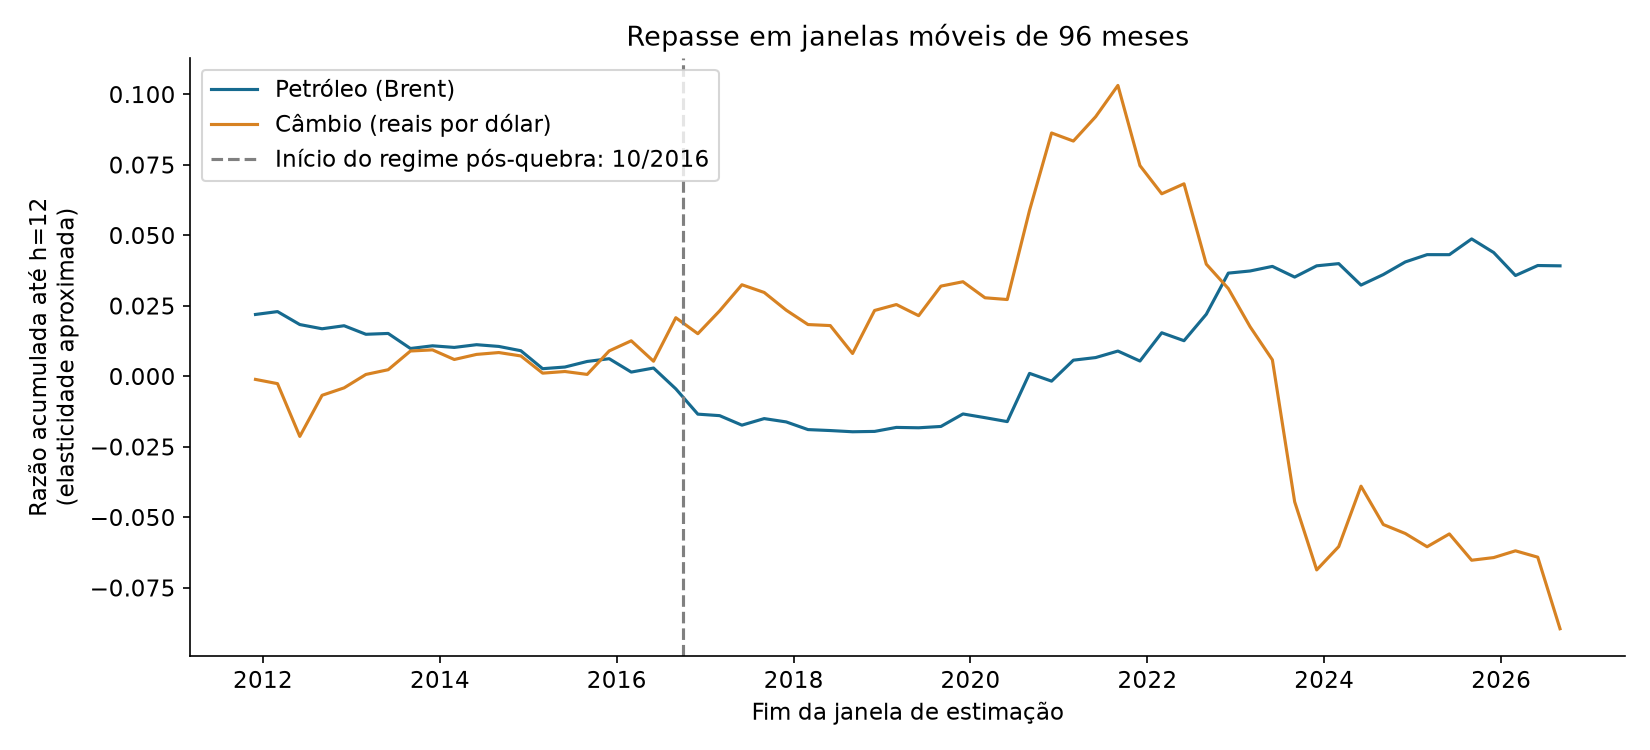 Repasse em janelas móveis de 96 meses
Petróleo (Brent)
Câmbio (reais por dólar)
Início do regime pós-quebra: 10/2016
Razão acumulada até h=12
(elasticidade aproximada)
0.100
0.075
0.050
0.025
0.000
−0.025
−0.050
−0.075
2012 2014 2016 2018 2020 2022 2024 2026
Fim da janela de estimação